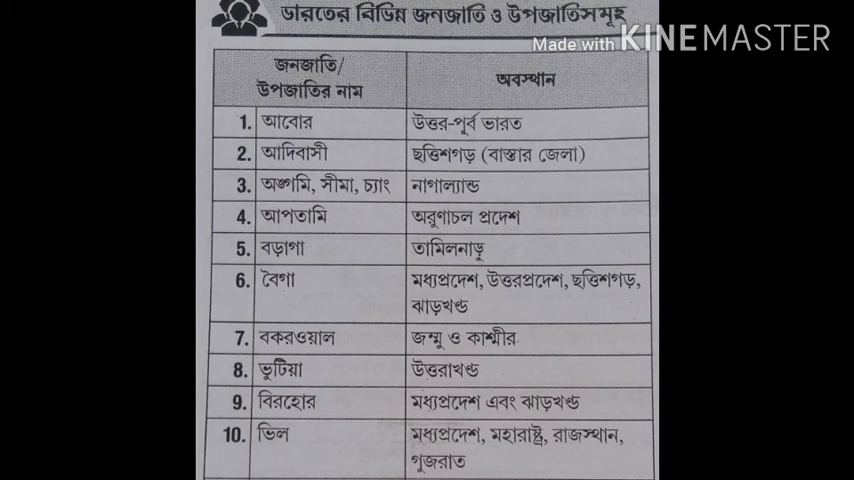 ভারতের বিভিন্ন জনজাতি ও উপজাতিসমূহ
Made with KINEMASTER
জনজাতি/
উপজাতির নাম
অবস্থান
1. আবোর উত্তর-পূর্ব ভারত
2. আদিবাসী ছত্তিশগড় (বাস্তার জেলা)
3. অঙ্গামি, সীমা, চ্যাং নাগাল্যান্ড
4. আপতামি অরুণাচল প্রদেশ
5. বড়াগা তামিলনাড়ু
6. বৈগা মধ্যপ্রদেশ, উত্তরপ্রদেশ, ছত্তিশগড়,
ঝাড়খণ্ড
7. বকরওয়াল জম্মু ও কাশ্মীর
8. ভুটিয়া উত্তরাখণ্ড
9. বিরহোর মধ্যপ্রদেশ এবং ঝাড়খণ্ড
10. ভিল মধ্যপ্রদেশ, মহারাষ্ট্র, রাজস্থান,
গুজরাত